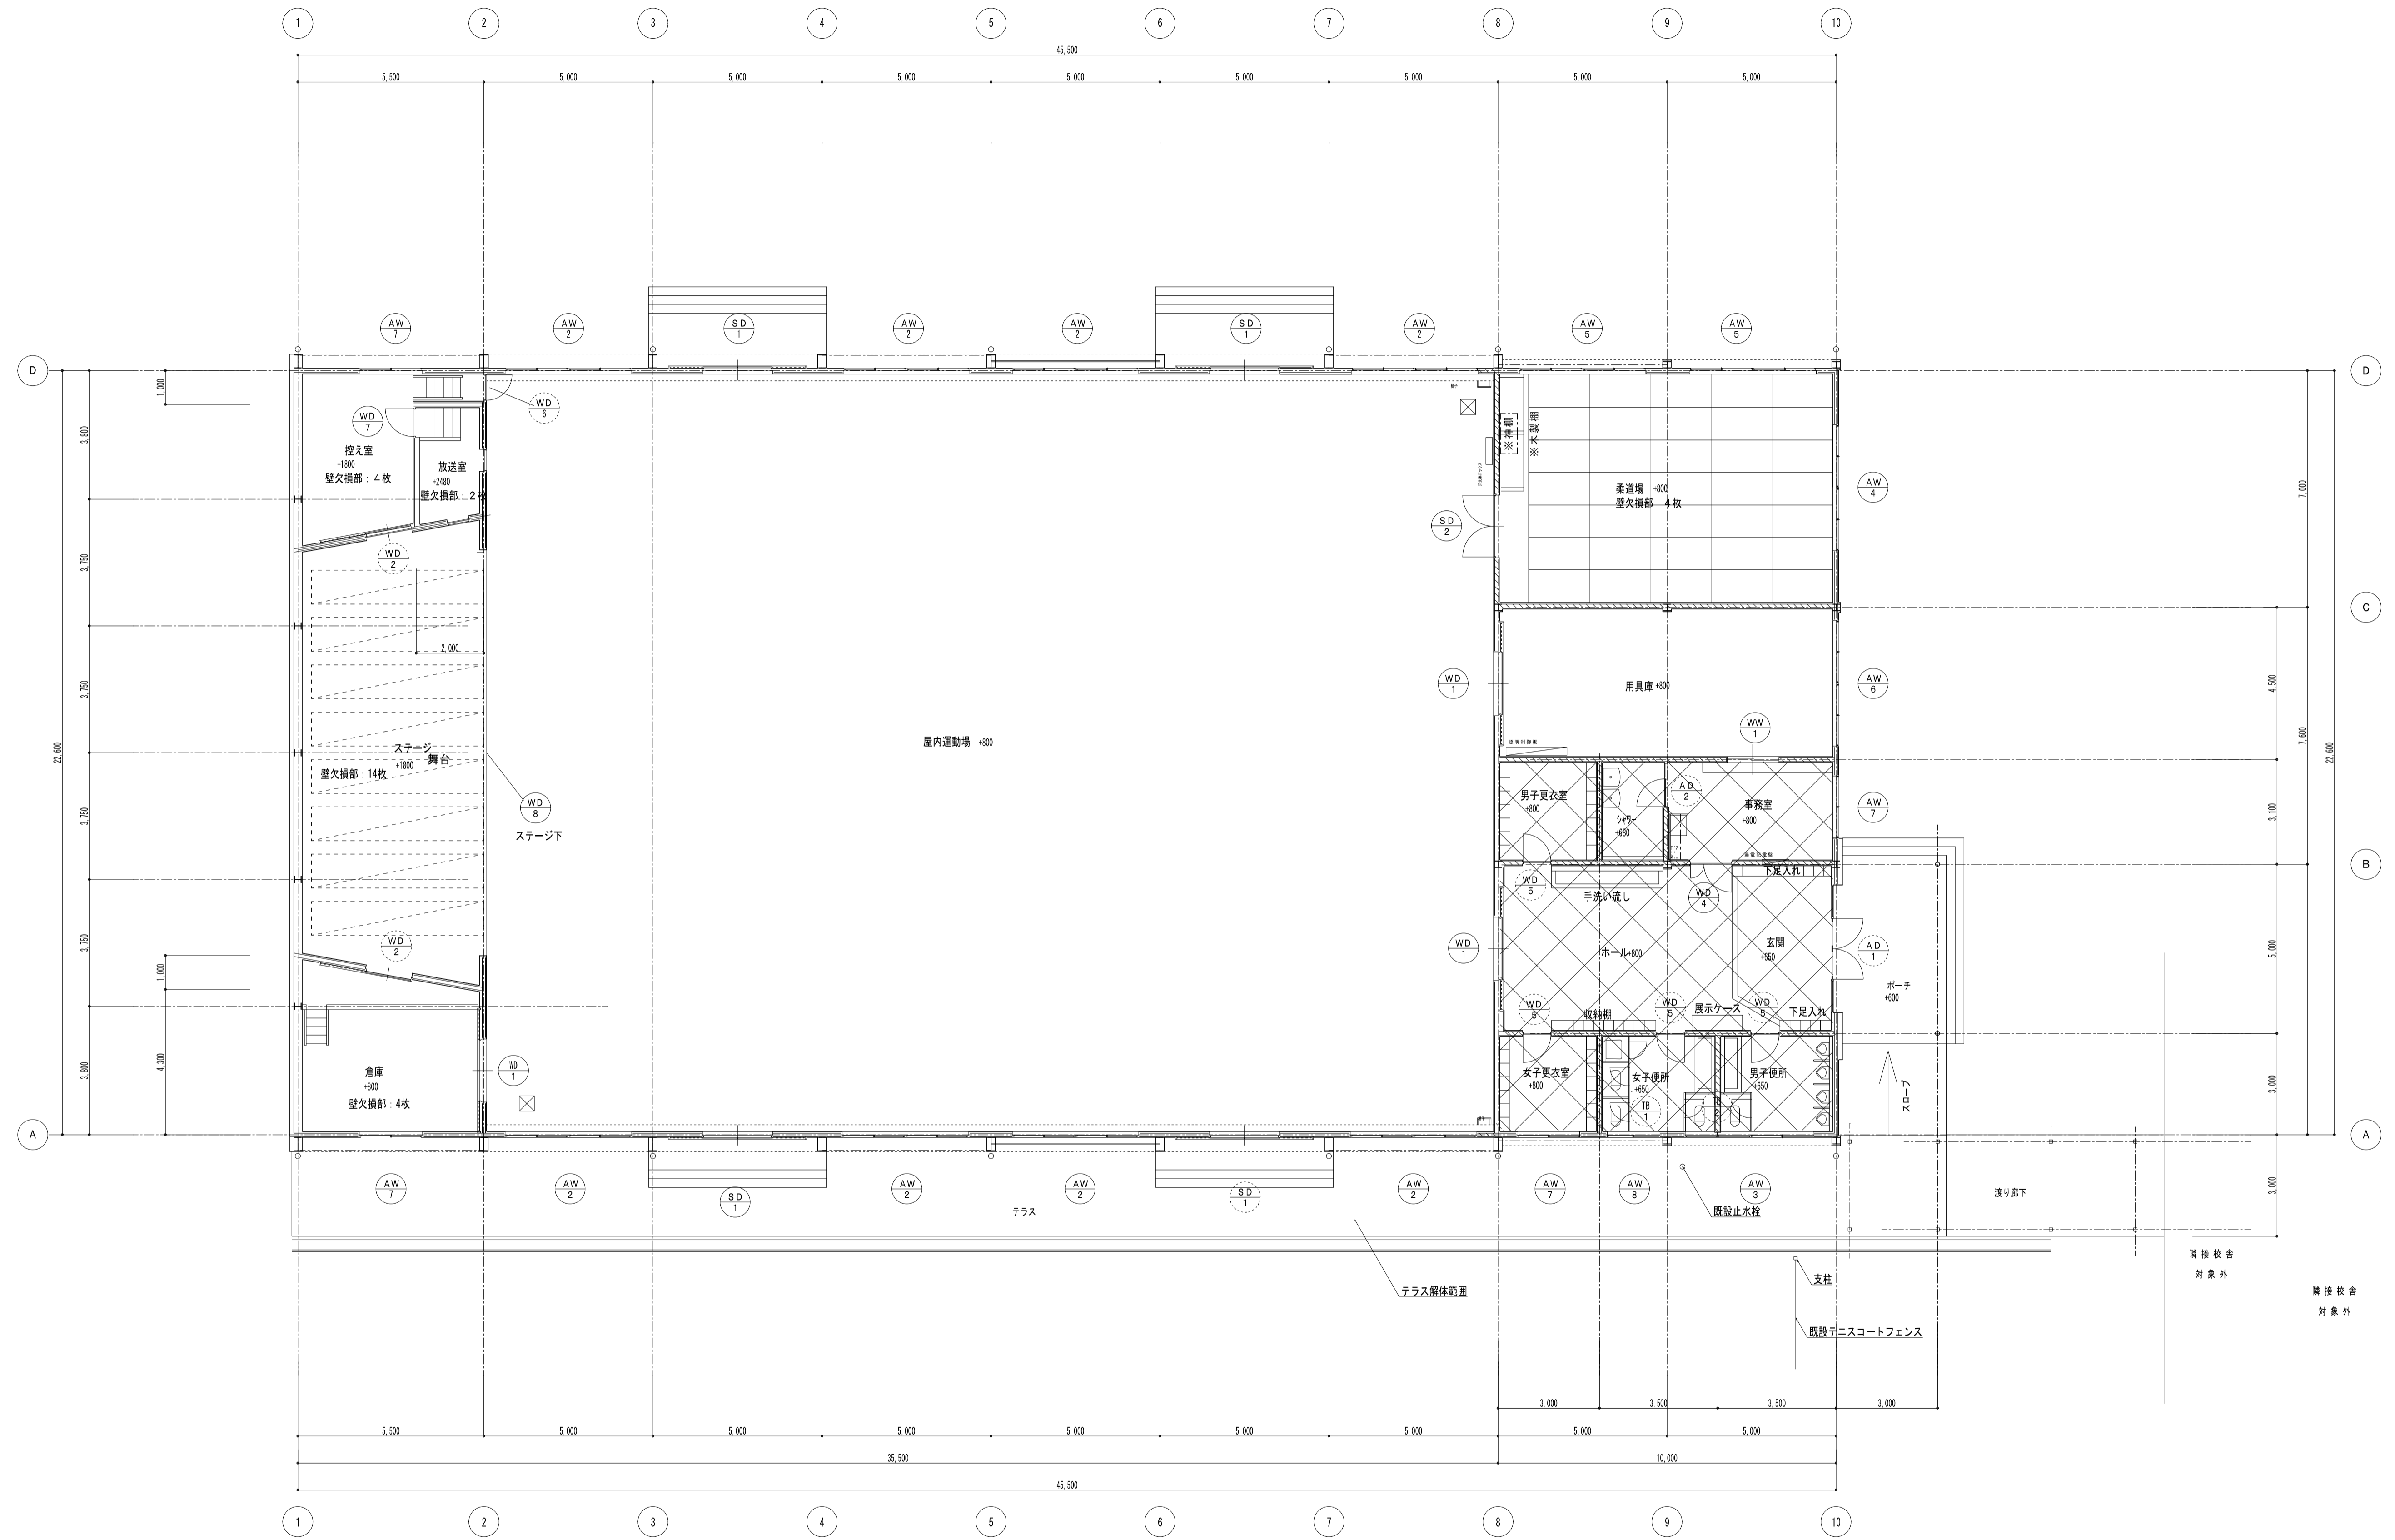 1 2 3 4 5 6 7 8 9 10
45,500
5,500 5,000 5,000 5,000 5,000 5,000 5,000 5,000 5,000
AW 7
AW 2
SD 1
AW 2
AW 2
SD 1
AW 2
AW 5
AW 5
D
D
1,000
3,800
3,750
3,750
3,750
3,750
3,800
22,600
1,000
4,300
WD 7
WD 6
控え室
+1800
壁欠損部：4枚
放送室
+2480
壁欠損部：2枚
WD 2
2,000
ステージ
舞台
+1800
壁欠損部：14枚
WD 8
ステージ下
WD 2
倉庫
+800
壁欠損部：4枚
WD 1
屋内運動場 +800
※神棚
※木製棚
柔道場 +800
壁欠損部：4枚
SD 2
AW 4
7,000
C
WD 1
用具庫 +800
AW 6
WW 1
照明制御板
4,500
7,600
22,600
男子更衣室
+800
シャワー
+680
AD 2
事務室
+800
AW 7
3,100
B
WD 5
手洗い流し
WD 4
下足入れ
WD 1
ホール+800
玄関
+650
AD 1
ポーチ
+600
5,000
WD 5
収納棚
WD 5
展示ケース
WD 5
下足入れ
女子更衣室
+800
女子便所
+650
TB 1
男子便所
+650
スロープ
3,000
A
A
AW 7
AW 2
SD 1
AW 2
AW 2
SD 1
AW 2
AW 7
AW 8
AW 3
テラス
既設止水栓
渡り廊下
3,000
隣接校舎
対象外
隣接校舎
対象外
テラス解体範囲
支柱
既設テニスコートフェンス
3,000 3,500 3,500 3,000
5,500 5,000 5,000 5,000 5,000 5,000 5,000 5,000 5,000
35,500 10,000
45,500
1 2 3 4 5 6 7 8 9 10